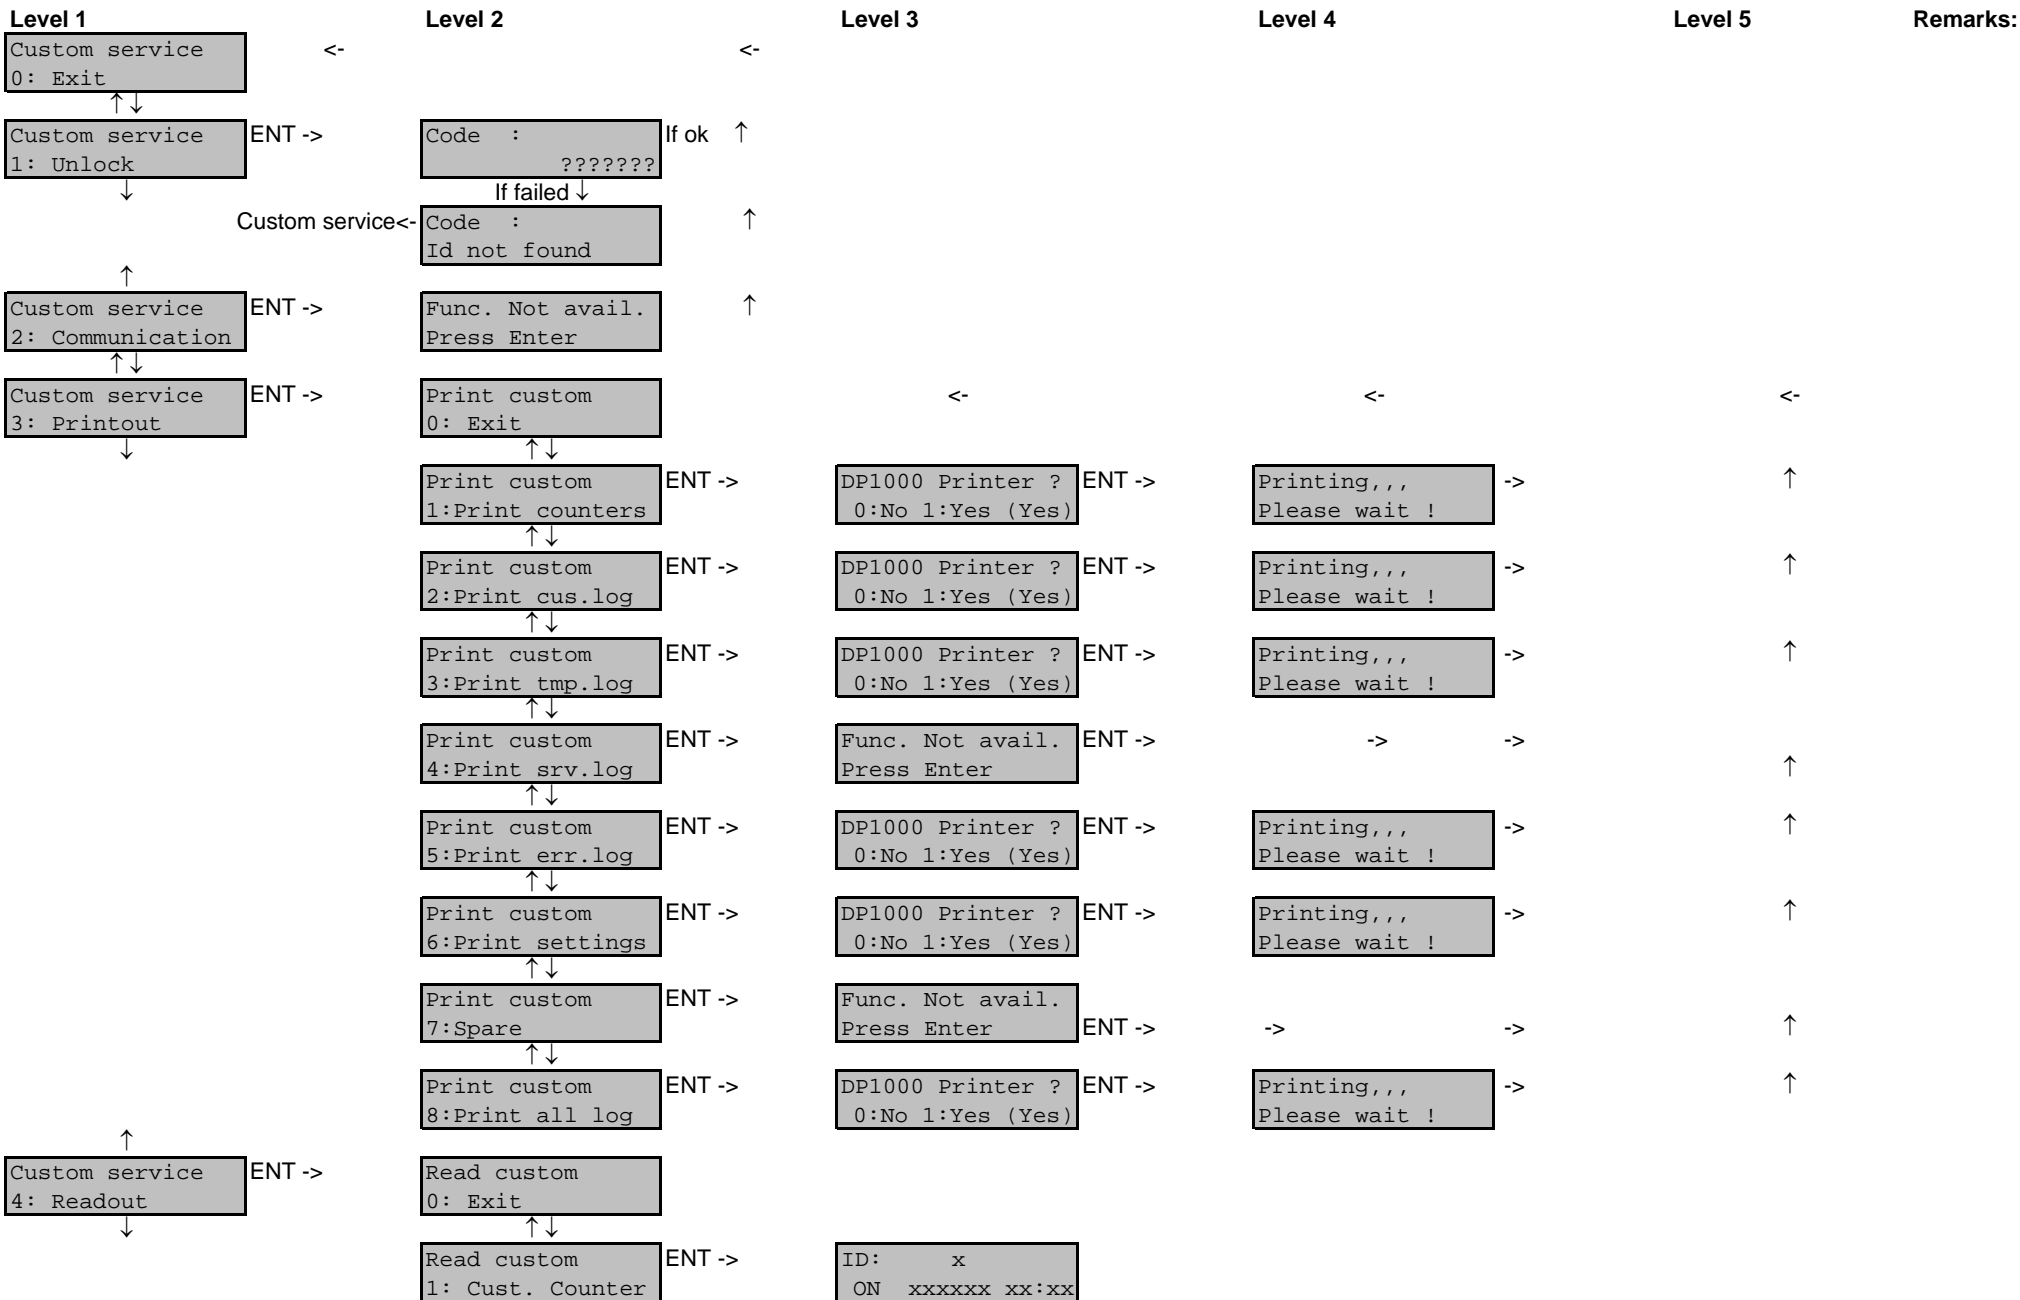 Level 1 Level 2 Level 3 Level 4 Level 5 Remarks:
Custom service <- <-
0: Exit
↑↓
Custom service ENT -> Code : If ok ↑
1: Unlock ???????
↓ If failed ↓
Custom service<- Code : ↑
Id not found
↑
Custom service ENT -> Func. Not avail. ↑
2: Communication Press Enter
↑↓
Custom service ENT -> Print custom <- <- <-
3: Printout 0: Exit
↓ ↑↓
Print custom ENT -> DP1000 Printer ? ENT -> Printing,,, -> ↑
1:Print counters 0:No 1:Yes (Yes) Please wait !
↑↓
Print custom ENT -> DP1000 Printer ? ENT -> Printing,,, -> ↑
2:Print cus.log 0:No 1:Yes (Yes) Please wait !
↑↓
Print custom ENT -> DP1000 Printer ? ENT -> Printing,,, -> ↑
3:Print tmp.log 0:No 1:Yes (Yes) Please wait !
↑↓
Print custom ENT -> Func. Not avail. ENT -> -> ->
4:Print srv.log Press Enter ↑
↑↓
Print custom ENT -> DP1000 Printer ? ENT -> Printing,,, -> ↑
5:Print err.log 0:No 1:Yes (Yes) Please wait !
↑↓
Print custom ENT -> DP1000 Printer ? ENT -> Printing,,, -> ↑
6:Print settings 0:No 1:Yes (Yes) Please wait !
↑↓
Print custom ENT -> Func. Not avail.
7:Spare Press Enter ENT -> -> -> ↑
↑↓
Print custom ENT -> DP1000 Printer ? ENT -> Printing,,, -> ↑
8:Print all log 0:No 1:Yes (Yes) Please wait !
↑
Custom service ENT -> Read custom
4: Readout 0: Exit
↓ ↑↓
Read custom ENT -> ID: x
1: Cust. Counter ON xxxxxx xx:xx